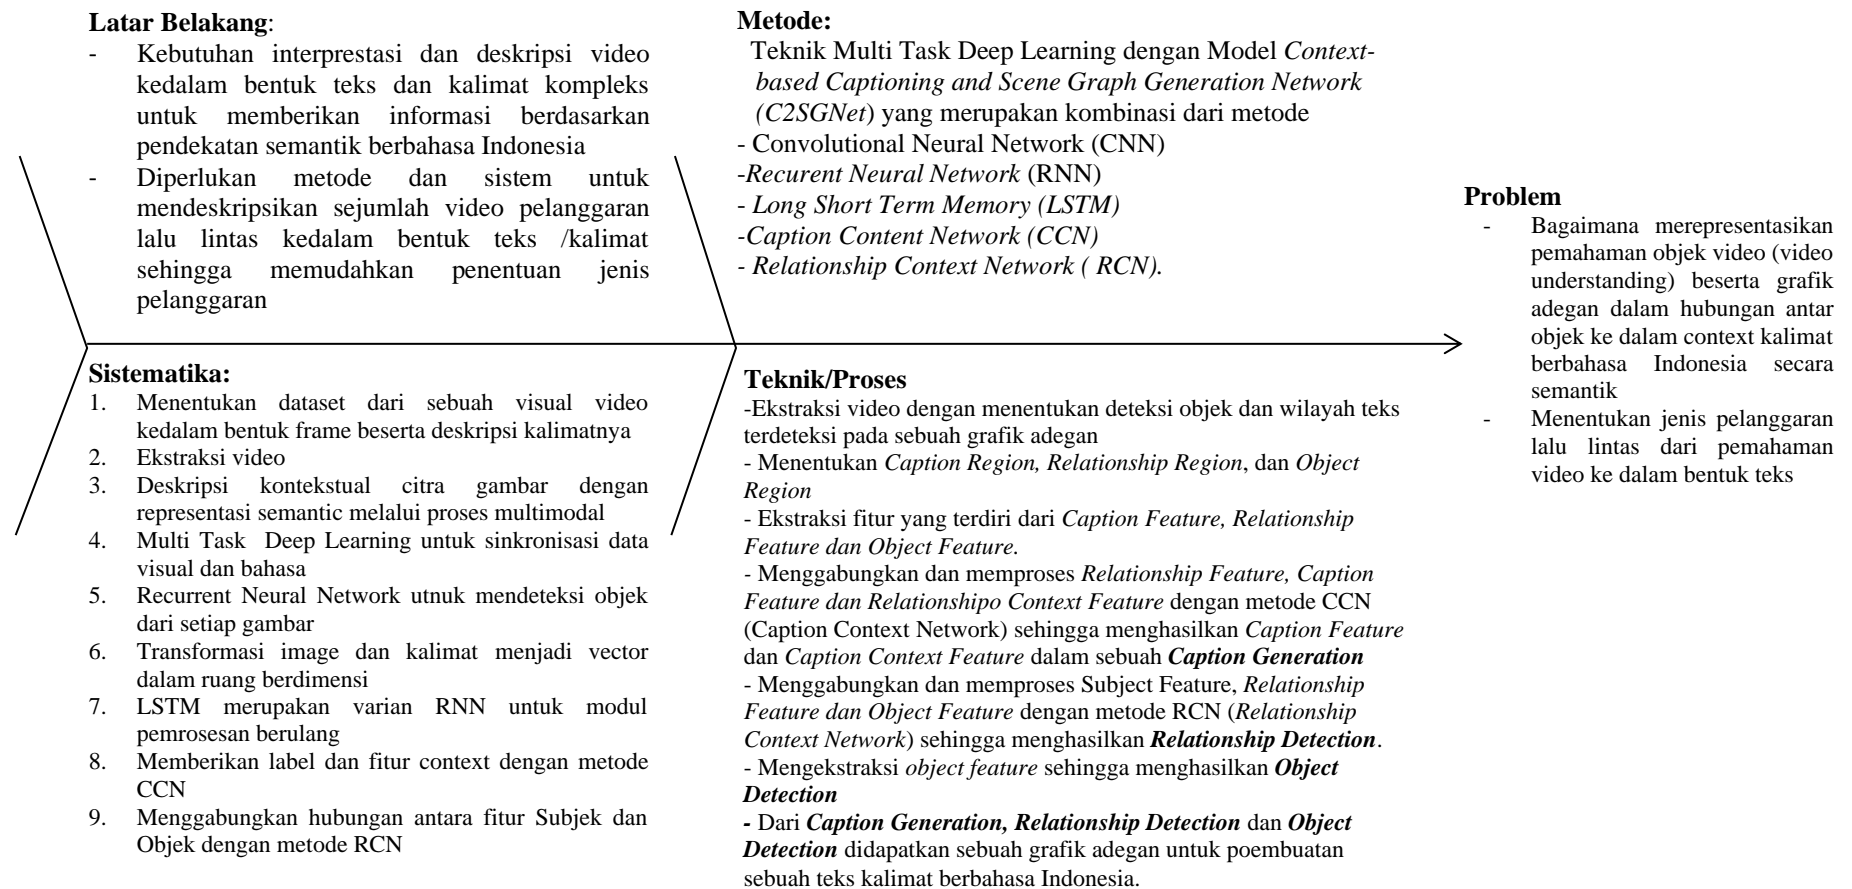 Latar Belakang:
- Kebutuhan interprestasi dan deskripsi video
kedalam bentuk teks dan kalimat kompleks
untuk memberikan informasi berdasarkan
pendekatan semantik berbahasa Indonesia
- Diperlukan metode dan sistem untuk
mendeskripsikan sejumlah video pelanggaran
lalu lintas kedalam bentuk teks /kalimat
sehingga memudahkan penentuan jenis
pelanggaran
Metode:
Teknik Multi Task Deep Learning dengan Model Context-
based Captioning and Scene Graph Generation Network
(C2SGNet) yang merupakan kombinasi dari metode
- Convolutional Neural Network (CNN)
-Recurent Neural Network (RNN)
- Long Short Term Memory (LSTM)
-Caption Content Network (CCN)
- Relationship Context Network ( RCN).
Problem
- Bagaimana merepresentasikan
pemahaman objek video (video
understanding) beserta grafik
adegan dalam hubungan antar
objek ke dalam context kalimat
berbahasa Indonesia secara
semantik
- Menentukan jenis pelanggaran
lalu lintas dari pemahaman
video ke dalam bentuk teks
Sistematika:
1. Menentukan dataset dari sebuah visual video
kedalam bentuk frame beserta deskripsi kalimatnya
2. Ekstraksi video
3. Deskripsi kontekstual citra gambar dengan
representasi semantic melalui proses multimodal
4. Multi Task Deep Learning untuk sinkronisasi data
visual dan bahasa
5. Recurrent Neural Network utnuk mendeteksi objek
dari setiap gambar
6. Transformasi image dan kalimat menjadi vector
dalam ruang berdimensi
7. LSTM merupakan varian RNN untuk modul
pemrosesan berulang
8. Memberikan label dan fitur context dengan metode
CCN
9. Menggabungkan hubungan antara fitur Subjek dan
Objek dengan metode RCN
Teknik/Proses
-Ekstraksi video dengan menentukan deteksi objek dan wilayah teks
terdeteksi pada sebuah grafik adegan
- Menentukan Caption Region, Relationship Region, dan Object
Region
- Ekstraksi fitur yang terdiri dari Caption Feature, Relationship
Feature dan Object Feature.
- Menggabungkan dan memproses Relationship Feature, Caption
Feature dan Relationshipo Context Feature dengan metode CCN
(Caption Context Network) sehingga menghasilkan Caption Feature
dan Caption Context Feature dalam sebuah Caption Generation
- Menggabungkan dan memproses Subject Feature, Relationship
Feature dan Object Feature dengan metode RCN (Relationship
Context Network) sehingga menghasilkan Relationship Detection.
- Mengekstraksi object feature sehingga menghasilkan Object
Detection
- Dari Caption Generation, Relationship Detection dan Object
Detection didapatkan sebuah grafik adegan untuk poembuatan
sebuah teks kalimat berbahasa Indonesia.